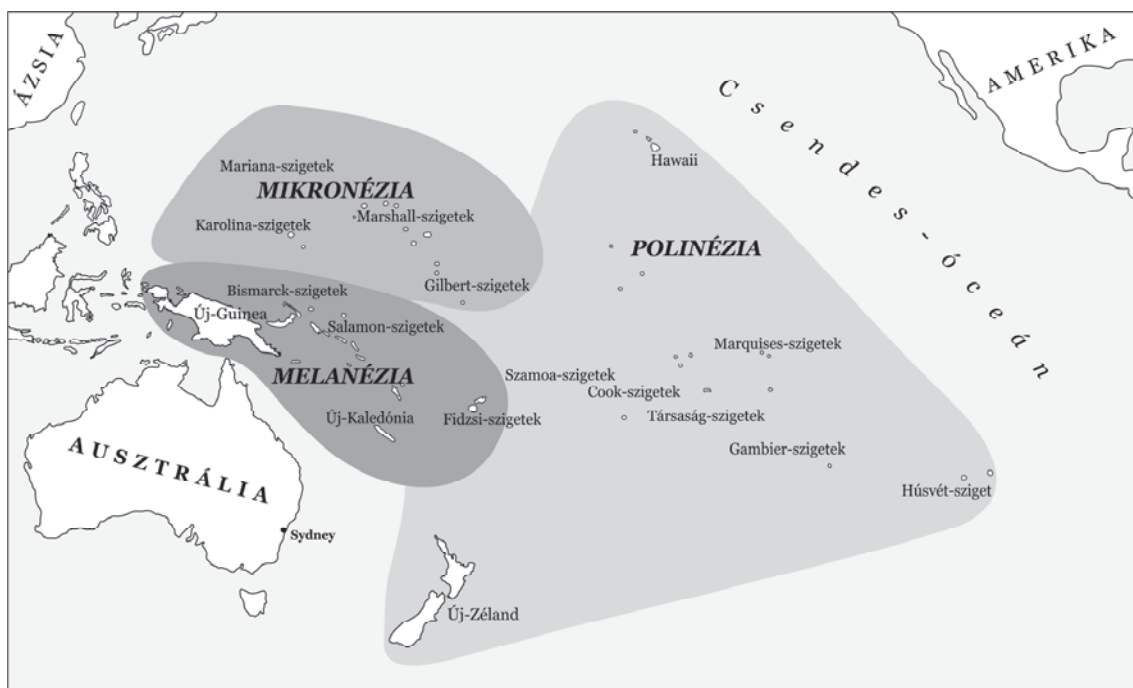 ÁZSIA
AMERIKA
Csendes-óceán
Hawaii
Mariana-szigetek
MIKRONÉZIA
Marshall-szigetek
Karolina-szigetek
POLINÉZIA
Gilbert-szigetek
Bismarck-szigetek
Új-Guinea
Salamon-szigetek
Marquises-szigetek
MELANÉZIA
Szamoa-szigetek
Cook-szigetek
Új-Kaledónia
Fidzsi-szigetek
Társaság-szigetek
Gambier-szigetek
AUSZTRÁLIA
Húsvét-sziget
Sydney
Új-Zéland